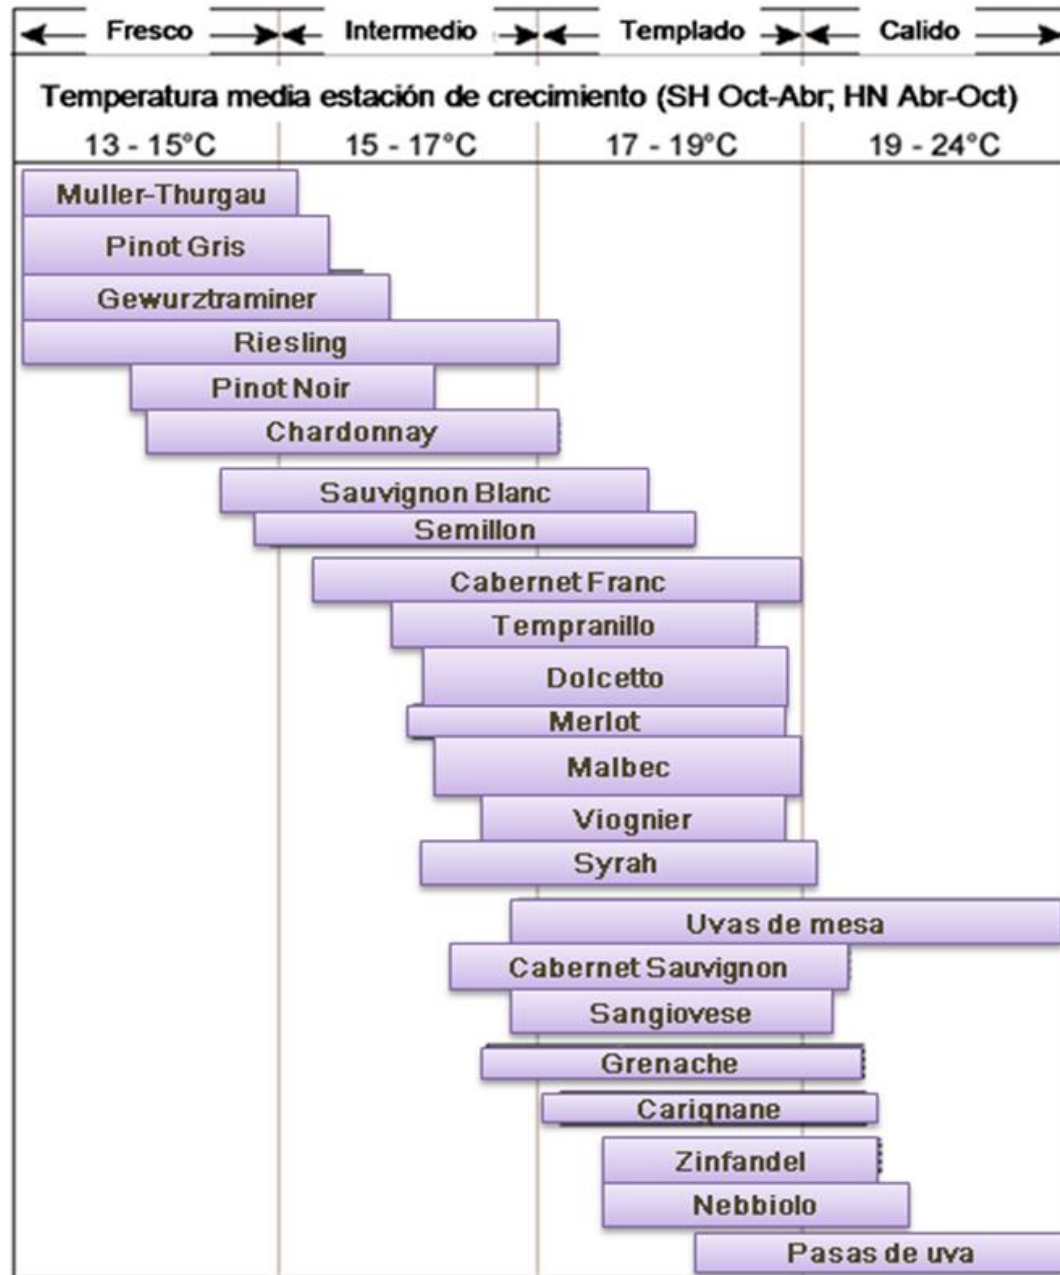 Fresco Intermedio Templado Calido
Temperatura media estación de crecimiento (SH Oct-Abr; HN Abr-Oct)
13 - 15°C 15 - 17°C 17 - 19°C 19 - 24°C
Muller-Thurgau
Pinot Gris
Gewurztraminer
Riesling
Pinot Noir
Chardonnay
Sauvignon Blanc
Semillon
Cabernet Franc
Tempranillo
Dolcetto
Merlot
Malbec
Viognier
Syrah
Uvas de mesa
Cabernet Sauvignon
Sangiovese
Grenache
Carignane
Zinfandel
Nebbiolo
Pasas de uva